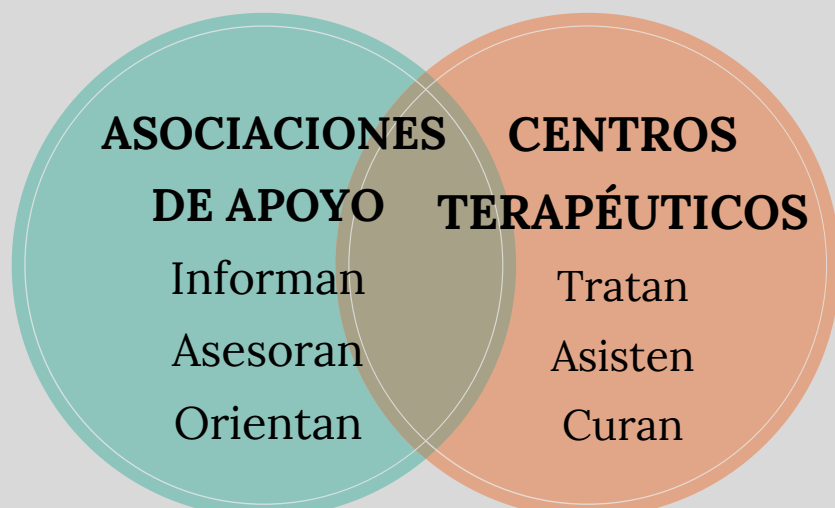 ASOCIACIONES
DE APOYO
Informan
Asesoran
Orientan
CENTROS
TERAPÉUTICOS
Tratan
Asisten
Curan